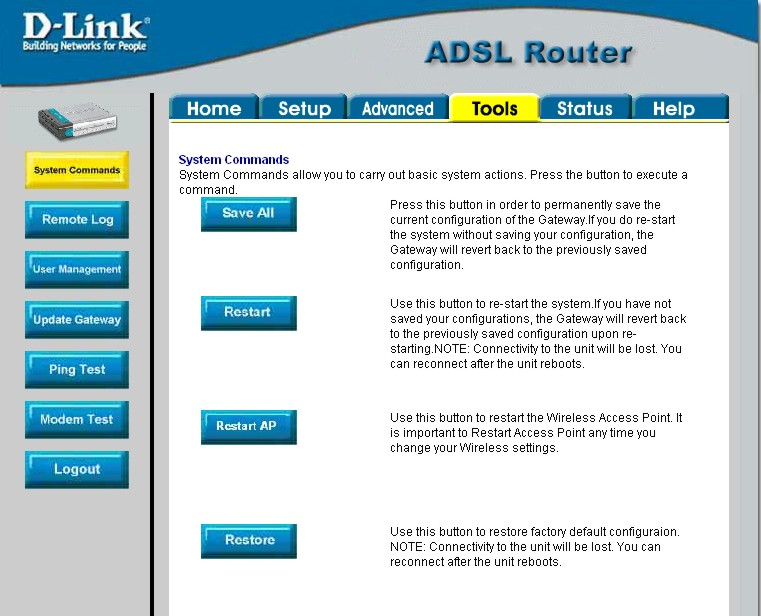 D-Link®
Building Networks for People
ADSL Router
Home Setup Advanced Tools Status Help
System Commands
Remote Log
User Management
Update Gateway
Ping Test
Modem Test
Logout
System Commands
System Commands allow you to carry out basic system actions. Press the button to execute a
command.
Save All
Press this button in order to permanently save the
current configuration of the Gateway.If you do re-start
the system without saving your configuration, the
Gateway will revert back to the previously saved
configuration.
Restart
Use this button to re-start the system.If you have not
saved your configurations, the Gateway will revert back
to the previously saved configuration upon re-
starting.NOTE: Connectivity to the unit will be lost. You
can reconnect after the unit reboots.
Restart AP
Use this button to restart the Wireless Access Point. It
is important to Restart Access Point any time you
change your Wireless settings.
Restore
Use this button to restore factory default configuraion.
NOTE: Connectivity to the unit will be lost. You can
reconnect after the unit reboots.